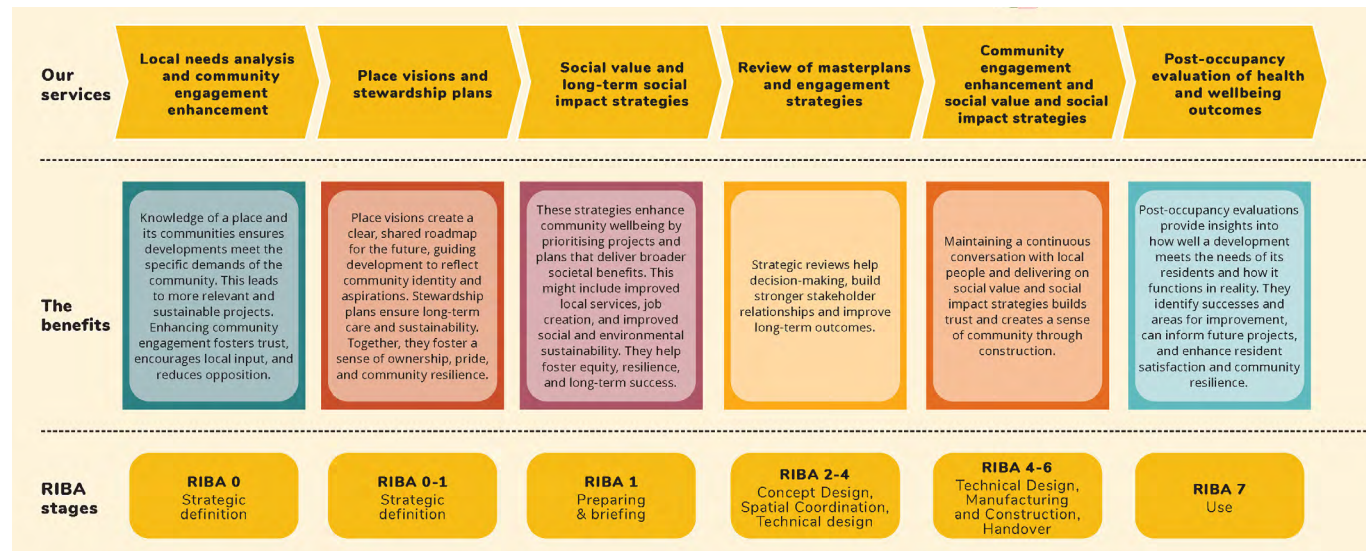 Our
services
Local needs analysis
and community
engagement
enhancement
Place visions and
stewardship plans
Social value and
long-term social
impact strategies
Review of masterplans
and engagement
strategies
Community
engagement
enhancement and
social value and social
impact strategies
Post-occupancy
evaluation of health
and wellbeing
outcomes
The
benefits
Knowledge of a place and
its communities ensures
developments meet the
specific demands of the
community. This leads
to more relevant and
sustainable projects.
Enhancing community
engagement fosters trust,
encourages local input, and
reduces opposition.
Place visions create a
clear, shared roadmap
for the future, guiding
development to reflect
community identity and
aspirations. Stewardship
plans ensure long-term
care and sustainability.
Together, they foster a
sense of ownership, pride,
and community resilience.
These strategies enhance
community wellbeing by
prioritising projects and
plans that deliver broader
societal benefits. This
might include improved
local services, job
creation, and improved
social and environmental
sustainability. They help
foster equity, resilience,
and long-term success.
Strategic reviews help
decision-making, build
stronger stakeholder
relationships and improve
long-term outcomes.
Maintaining a continuous
conversation with local
people and delivering on
social value and social
impact strategies builds
trust and creates a sense
of community through
construction.
Post-occupancy evaluations
provide insights into
how well a development
meets the needs of its
residents and how it
functions in reality. They
identify successes and
areas for improvement,
can inform future projects,
and enhance resident
satisfaction and community
resilience.
RIBA
stages
RIBA 0
Strategic
definition
RIBA 0-1
Strategic
definition
RIBA 1
Preparing
& briefing
RIBA 2-4
Concept Design,
Spatial Coordination,
Technical design
RIBA 4-6
Technical Design,
Manufacturing
and Construction,
Handover
RIBA 7
Use